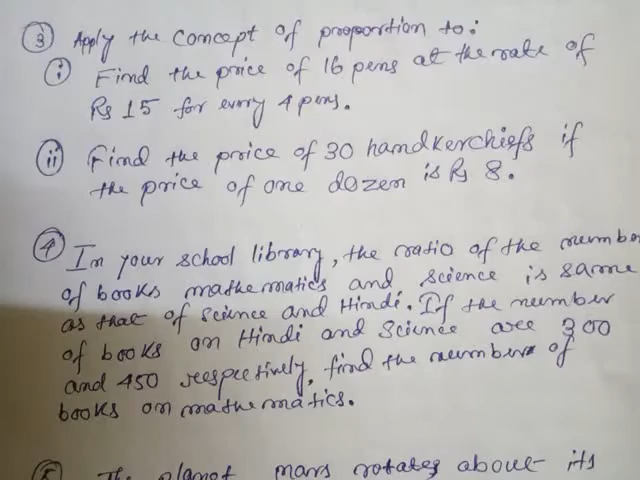 ③ Apply the concept of proportion to:
ⓘ Find the price of 16 pens at the rate of
Rs 15 for every 4 pens.
ⓘⓘ Find the price of 30 handkerchiefs if
the price of one dozen is Rs 8.
④ In your school library, the ratio of the number
of books mathematics and science is same
as that of science and Hindi. If the number
of books on Hindi and science are 300
and 450 respectively, find the number of
books on mathematics.
⑤ The planet mars rotates about its